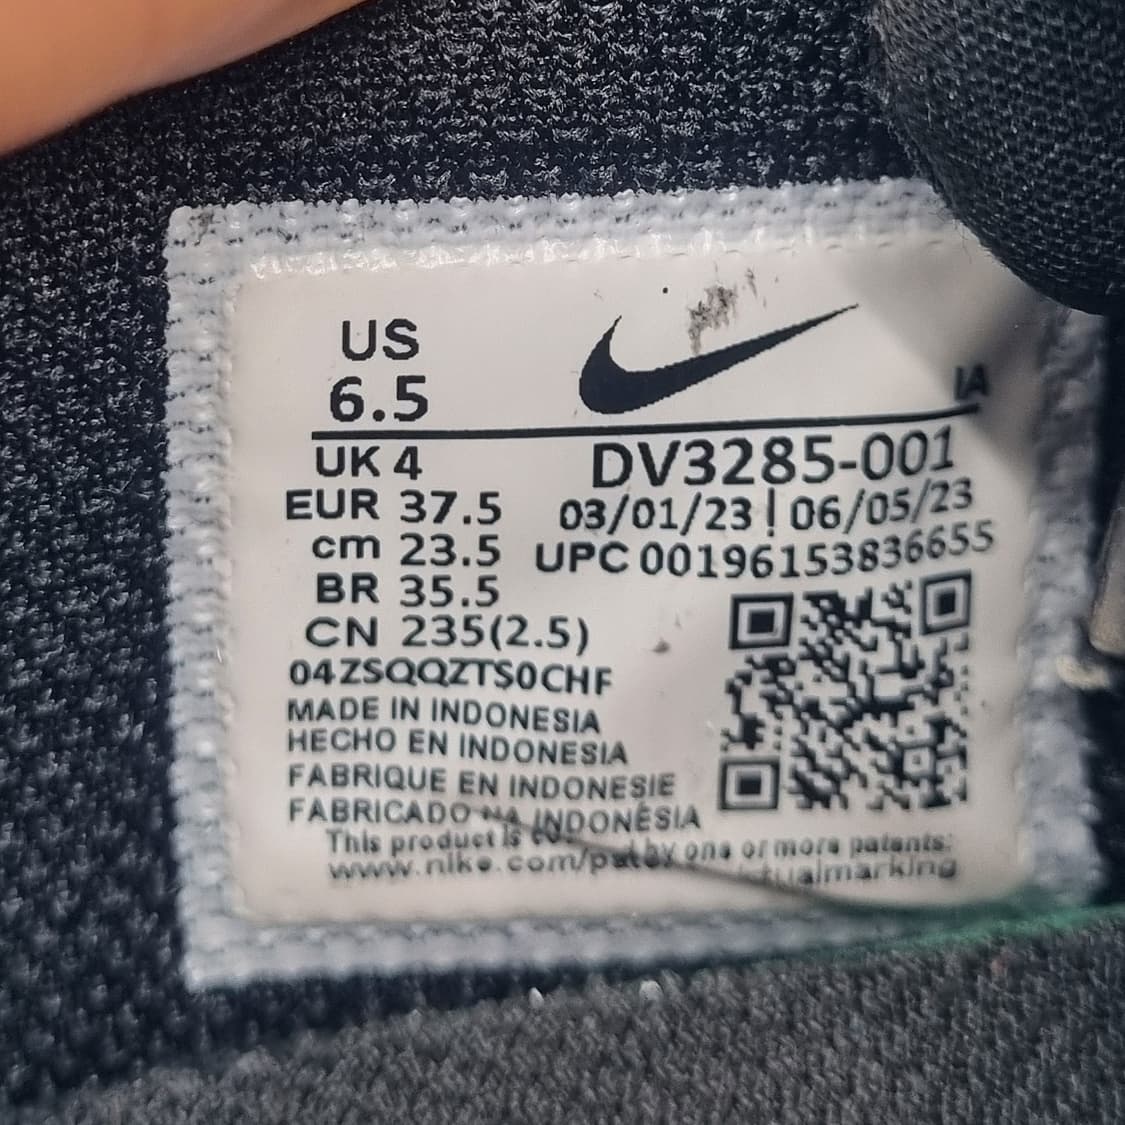 US
6.5
IA
UK 4
DV3285-001
EUR 37.5
03/01/23 | 06/05/23
cm 23.5
UPC 00196153836655
BR 35.5
CN 235(2.5)
04ZSQQZTS0CHF
MADE IN INDONESIA
HECHO EN INDONESIA
FABRIQUE EN INDONESIE
FABRICADO NA INDONÉSIA
This product is by one or more patents:
www.nike.com/